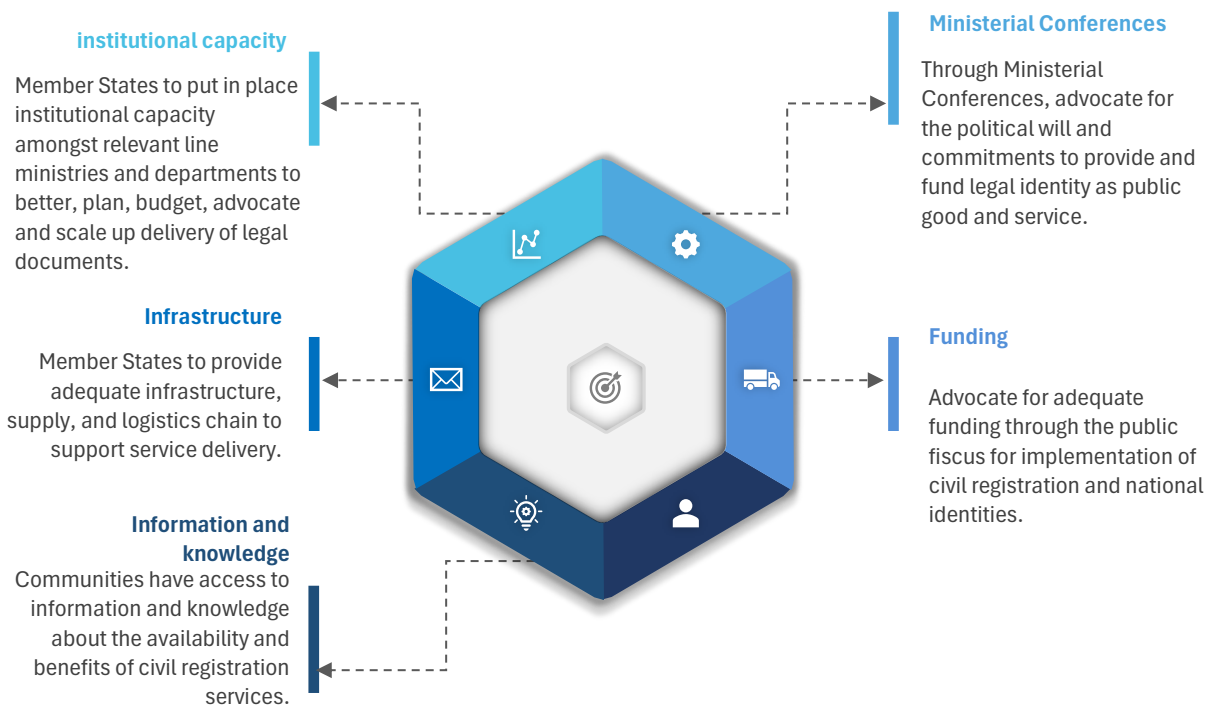 institutional capacity
Member States to put in place
institutional capacity
amongst relevant line
ministries and departments to
better, plan, budget, advocate
and scale up delivery of legal
documents.
Infrastructure
Member States to provide
adequate infrastructure,
supply, and logistics chain to
support service delivery.
Information and
knowledge
Communities have access to
information and knowledge
about the availability and
benefits of civil registration
services.
Ministerial Conferences
Through Ministerial
Conferences, advocate for
the political will and
commitments to provide and
fund legal identity as public
good and service.
Funding
Advocate for adequate
funding through the public
fiscus for implementation of
civil registration and national
identities.